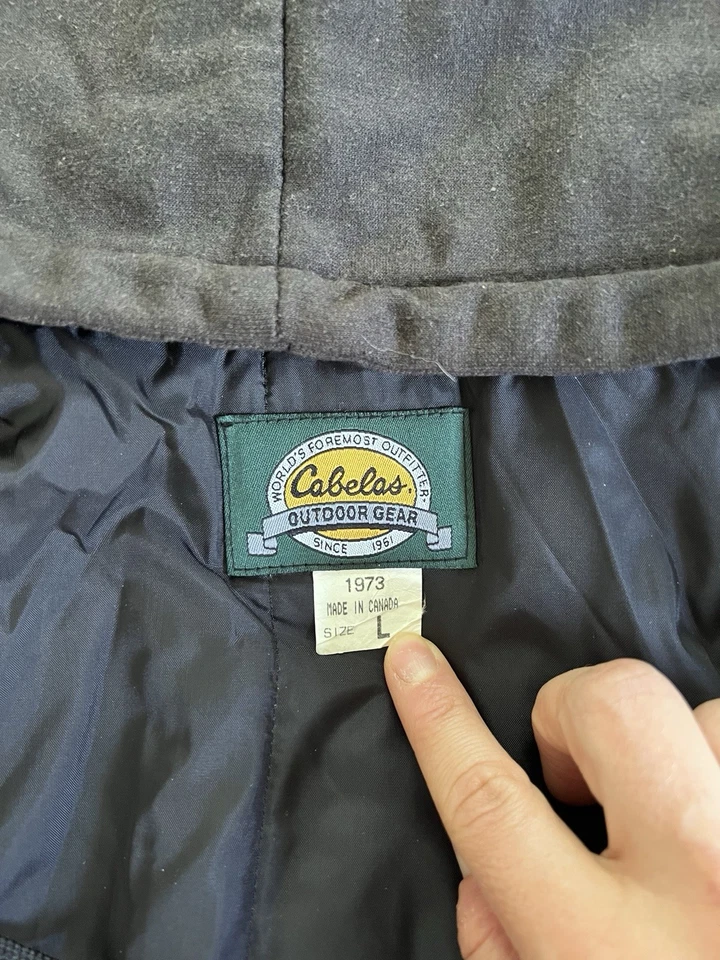 WORLD'S FOREMOST OUTFITTER
Cabelas.
OUTDOOR GEAR
SINCE 1961
1973
MADE IN CANADA
SIZE L